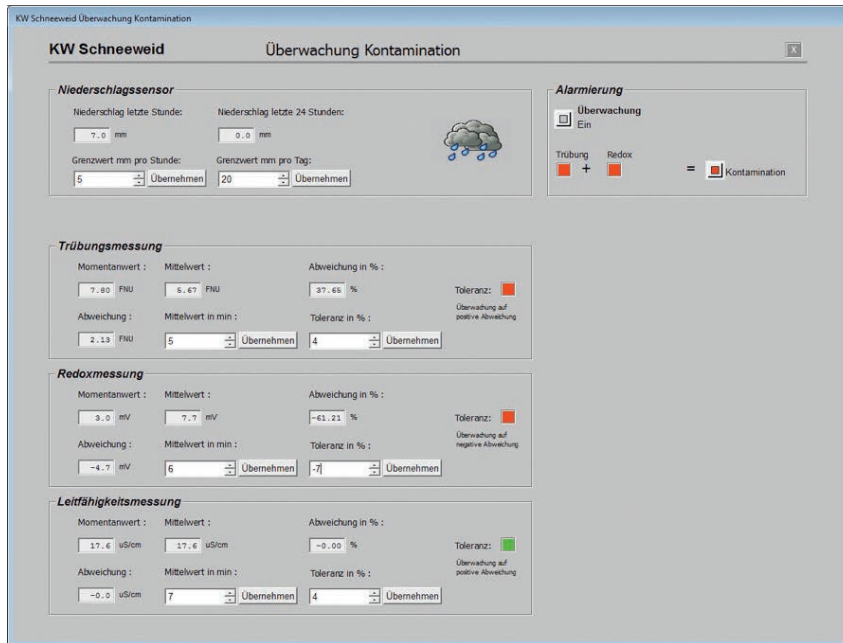 KW Schneeweid Überwachung Kontamination
KW Schneeweid Überwachung Kontamination X
Niederschlagssensor
Niederschlag letzte Stunde: Niederschlag letzte 24 Stunden:
7.0 mm 0.0 mm
Grenzwert mm pro Stunde: Grenzwert mm pro Tag:
5 Übernehmen 20 Übernehmen
Alarmierung
Überwachung
Ein
Trübung Redox
+ = Kontamination
Trübungsmessung
Momentanwert : Mittelwert : Abweichung in % :
7.80 FNU 5.67 FNU 37.65 % Toleranz:
Überwachung auf
positive Abweichung
Abweichung : Mittelwert in min : Toleranz in % :
2.13 FNU 5 Übernehmen 4 Übernehmen
Redoxmessung
Momentanwert : Mittelwert : Abweichung in % :
3.0 mV 7.7 mV -61.21 % Toleranz:
Überwachung auf
negative Abweichung
Abweichung : Mittelwert in min : Toleranz in % :
-4.7 mV 6 Übernehmen -7 Übernehmen
Leitfähigkeitsmessung
Momentanwert : Mittelwert : Abweichung in % :
17.6 uS/cm 17.6 uS/cm -0.00 % Toleranz:
Überwachung auf
positive Abweichung
Abweichung : Mittelwert in min : Toleranz in % :
-0.0 uS/cm 7 Übernehmen 4 Übernehmen